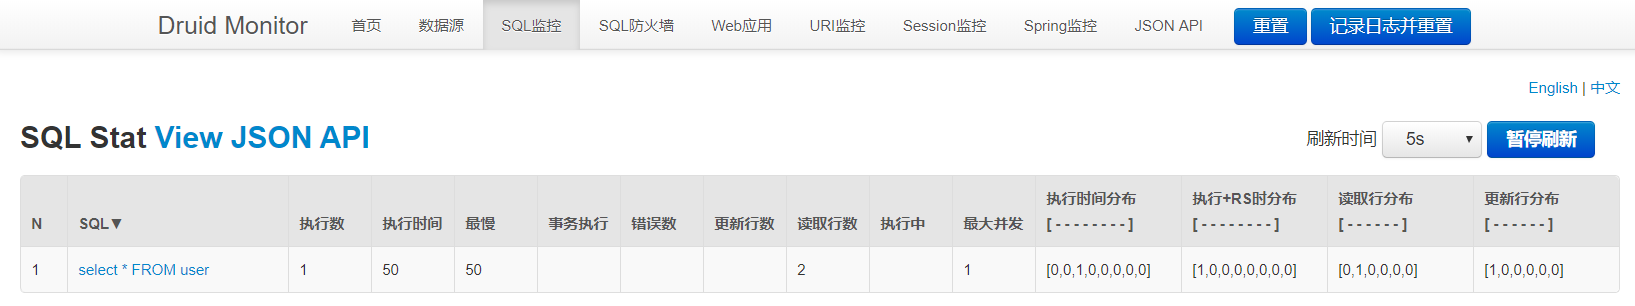 Druid Monitor 首页 数据源 SQL监控 SQL防火墙 Web应用 URI监控 Session监控 Spring监控 JSON API 重置 记录日志并重置
English | 中文
SQL Stat View JSON API 刷新时间 5s 暂停刷新
N SQL▼ 执行数 执行时间 最慢 事务执行 错误数 更新行数 读取行数 执行中 最大并发 执行时间分布 [ - - - - - - - - ] 执行+RS时分布 [ - - - - - - - - ] 读取行分布 [ - - - - - - ] 更新行分布 [ - - - - - - ]
1 select * FROM user 1 50 50 2 1 [0,0,1,0,0,0,0,0] [1,0,0,0,0,0,0,0] [0,1,0,0,0,0] [1,0,0,0,0,0]